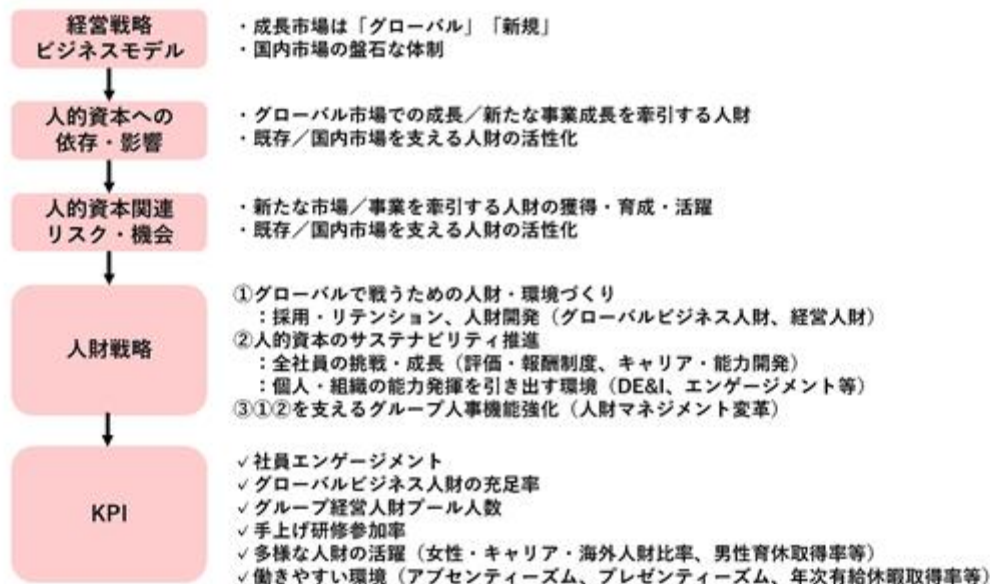 経営戦略
ビジネスモデル
・成長市場は「グローバル」「新規」
・国内市場の盤石な体制
人的資本への
依存・影響
・グローバル市場での成長／新たな事業成長を牽引する人財
・既存／国内市場を支える人財の活性化
人的資本関連
リスク・機会
・新たな市場／事業を牽引する人財の獲得・育成・活躍
・既存／国内市場を支える人財の活性化
人財戦略
①グローバルで戦うための人財・環境づくり
：採用・リテンション、人財開発（グローバルビジネス人財、経営人財）
②人的資本のサステナビリティ推進
：全社員の挑戦・成長（評価・報酬制度、キャリア・能力開発）
：個人・組織の能力発揮を引き出す環境（DE&I、エンゲージメント等）
③①②を支えるグループ人事機能強化（人財マネジメント変革）
KPI
✓社員エンゲージメント
✓グローバルビジネス人財の充足率
✓グループ経営人財プール人数
✓手上げ研修参加率
✓多様な人財の活躍（女性・キャリア・海外人財比率、男性育休取得率等）
✓働きやすい環境（アブセンティーズム、プレゼンティーズム、年次有給休暇取得率等）